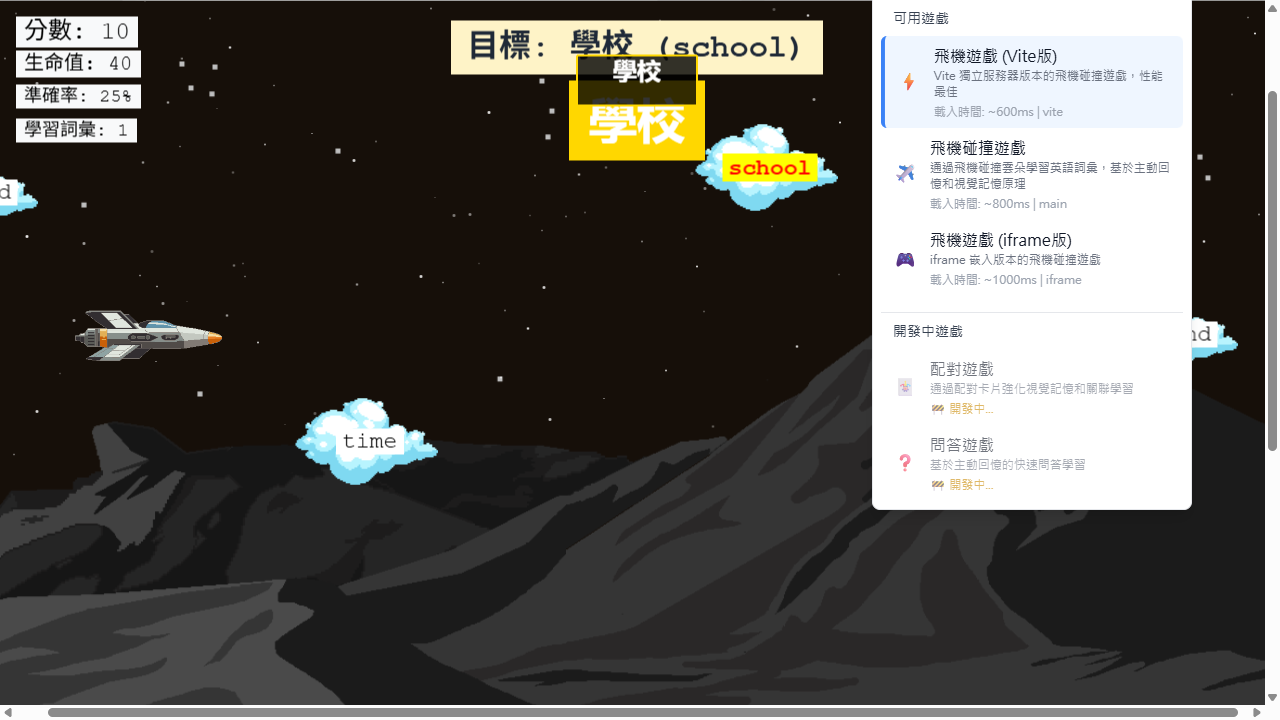 分數: 10
生命值: 40
準確率: 25%
學習詞彙: 1
目標: 學校 (school)
學校
學校
school
d
time
nd
可用遊戲
飛機遊戲 (Vite版)
Vite 獨立服務器版本的飛機碰撞遊戲，性能
最佳
載入時間: ~600ms | vite
飛機碰撞遊戲
通過飛機碰撞雲朵學習英語詞彙，基於主動回
憶和視覺記憶原理
載入時間: ~800ms | main
飛機遊戲 (iframe版)
iframe 嵌入版本的飛機碰撞遊戲
載入時間: ~1000ms | iframe
開發中遊戲
配對遊戲
通過配對卡片強化視覺記憶和關聯學習
開發中...
問答遊戲
基於主動回憶的快速問答學習
開發中...